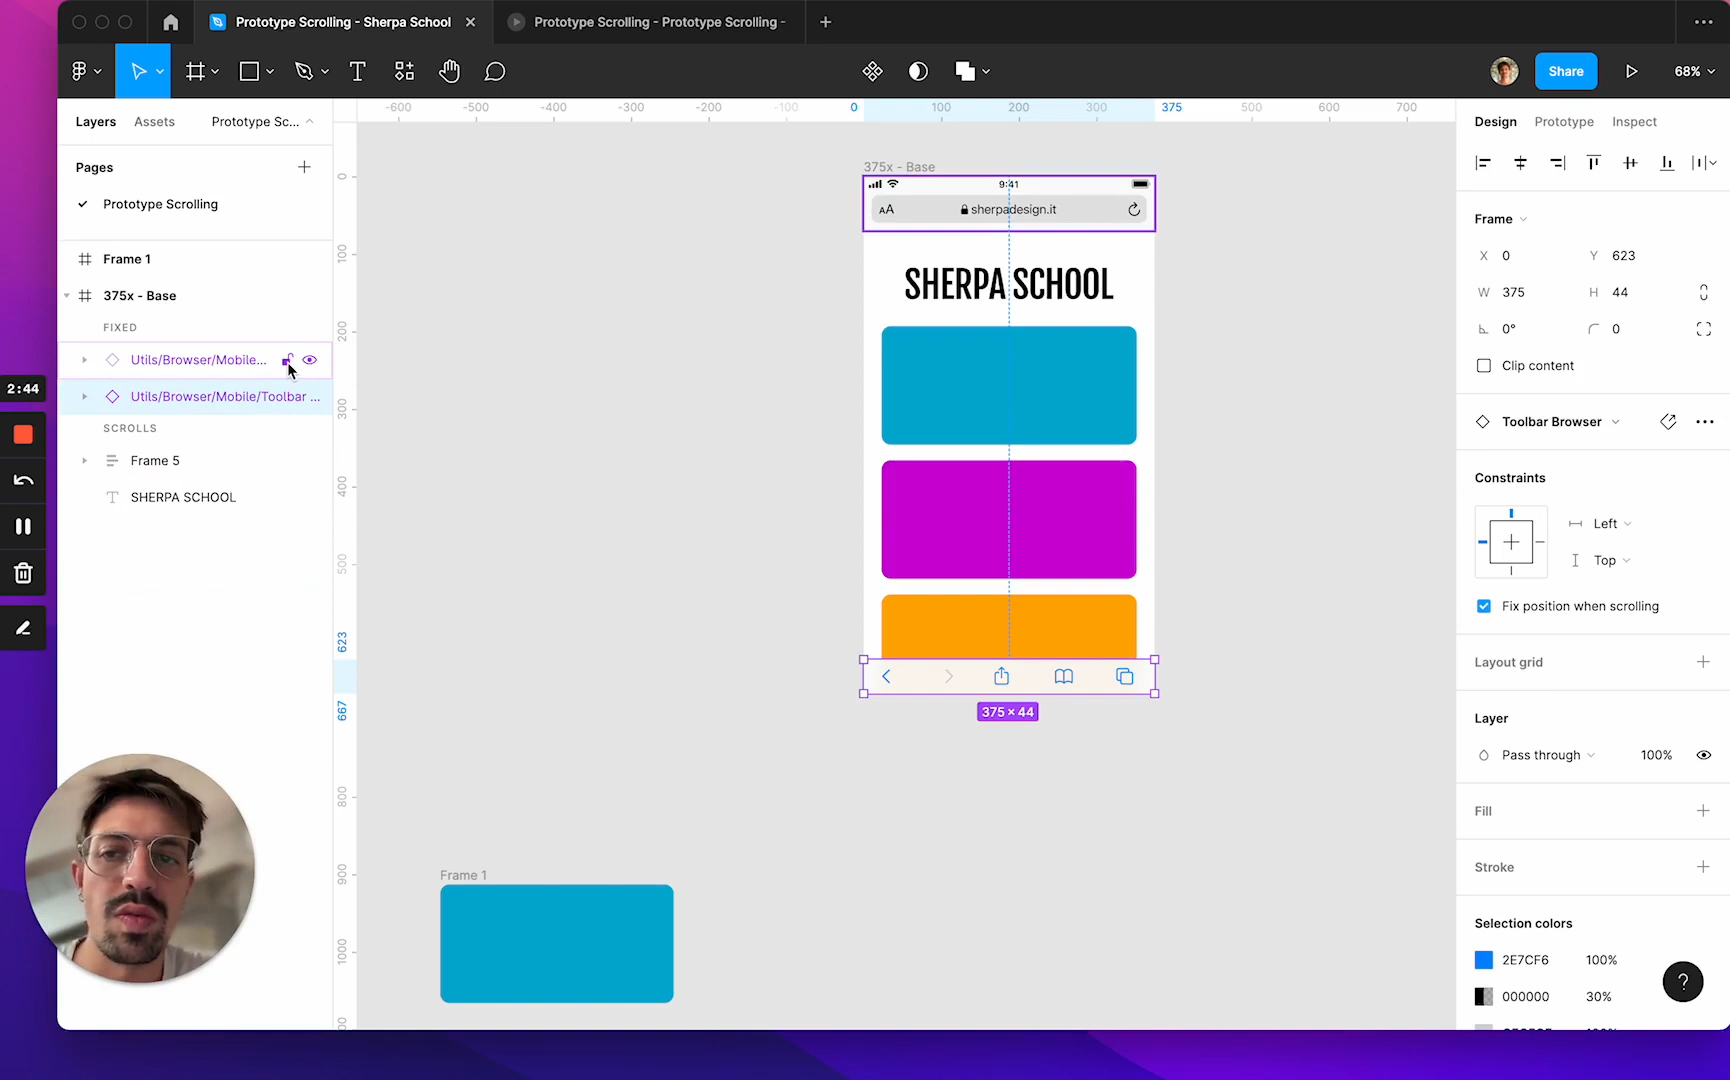 Prototype Scrolling - Sherpa School
Prototype Scrolling - Prototype Scrolling -
Share
68%
Layers
Assets
Prototype Sc...
Pages
Prototype Scrolling
Frame 1
375x - Base
FIXED
Utils/Browser/Mobile...
Utils/Browser/Mobile/Toolbar ...
SCROLLS
Frame 5
SHERPA SCHOOL
2:44
-600 -500 -400 -300 -200 -100 0 100 200 300 375 500 600 700
0
100
200
300
400
500
623
667
800
900
1000
375x - Base
9:41
AA
sherpadesign.it
SHERPA SCHOOL
375 × 44
Frame 1
Design
Prototype
Inspect
Frame
X 0
Y 623
W 375
H 44
0°
0
Clip content
Toolbar Browser
Constraints
Left
Top
Fix position when scrolling
Layout grid
Layer
Pass through
100%
Fill
Stroke
Selection colors
2E7CF6 100%
000000 30%
?